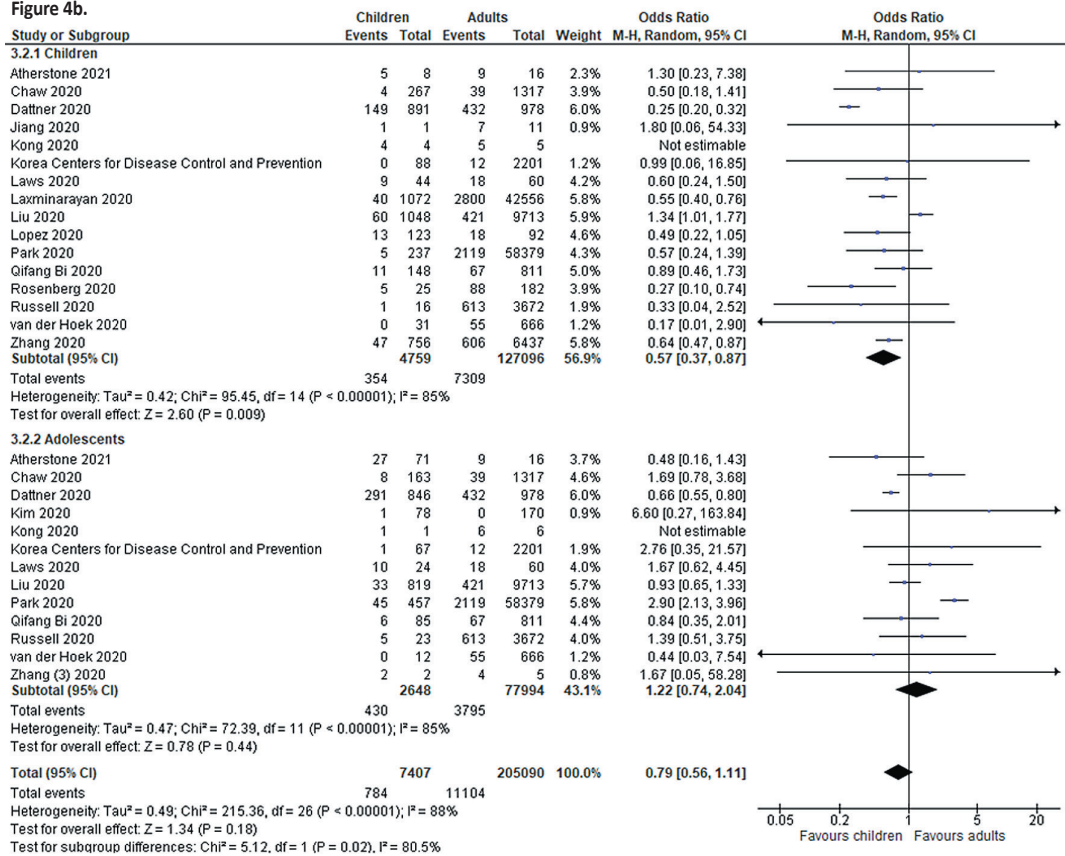 Figure 4b.
Children Adults Odds Ratio Odds Ratio
Study or Subgroup Events Total Events Total Weight M-H, Random, 95% CI M-H, Random, 95% CI
3.2.1 Children
Atherstone 2021 5 8 9 16 2.3% 1.30 [0.23, 7.38]
Chaw 2020 4 267 39 1317 3.9% 0.50 [0.18, 1.41]
Dattner 2020 149 891 432 978 6.0% 0.25 [0.20, 0.32]
Jiang 2020 1 1 7 11 0.9% 1.80 [0.06, 54.33]
Kong 2020 4 4 5 5 Not estimable
Korea Centers for Disease Control and Prevention 0 88 12 2201 1.2% 0.99 [0.06, 16.85]
Laws 2020 9 44 18 60 4.2% 0.60 [0.24, 1.50]
Laxminarayan 2020 40 1072 2800 42556 5.8% 0.55 [0.40, 0.76]
Liu 2020 60 1048 421 9713 5.9% 1.34 [1.01, 1.77]
Lopez 2020 13 123 18 92 4.6% 0.49 [0.22, 1.05]
Park 2020 5 237 2119 58379 4.3% 0.57 [0.24, 1.39]
Qifang Bi 2020 11 148 67 811 5.0% 0.89 [0.46, 1.73]
Rosenberg 2020 5 25 88 182 3.9% 0.27 [0.10, 0.74]
Russell 2020 1 16 613 3672 1.9% 0.33 [0.04, 2.52]
van der Hoek 2020 0 31 55 666 1.2% 0.17 [0.01, 2.90]
Zhang 2020 47 756 606 6437 5.8% 0.64 [0.47, 0.87]
Subtotal (95% CI) 4759 127096 56.9% 0.57 [0.37, 0.87]
Total events 354 7309
Heterogeneity: Tau² = 0.42; Chi² = 95.45, df = 14 (P < 0.00001); I² = 85%
Test for overall effect: Z = 2.60 (P = 0.009)
3.2.2 Adolescents
Atherstone 2021 27 71 9 16 3.7% 0.48 [0.16, 1.43]
Chaw 2020 8 163 39 1317 4.6% 1.69 [0.78, 3.68]
Dattner 2020 291 846 432 978 6.0% 0.66 [0.55, 0.80]
Kim 2020 1 78 0 170 0.9% 6.60 [0.27, 163.84]
Kong 2020 1 1 6 6 Not estimable
Korea Centers for Disease Control and Prevention 1 67 12 2201 1.9% 2.76 [0.35, 21.57]
Laws 2020 10 24 18 60 4.0% 1.67 [0.62, 4.45]
Liu 2020 33 819 421 9713 5.7% 0.93 [0.65, 1.33]
Park 2020 45 457 2119 58379 5.8% 2.90 [2.13, 3.96]
Qifang Bi 2020 6 85 67 811 4.4% 0.84 [0.35, 2.01]
Russell 2020 5 23 613 3672 4.0% 1.39 [0.51, 3.75]
van der Hoek 2020 0 12 55 666 1.2% 0.44 [0.03, 7.54]
Zhang (3) 2020 2 2 4 5 0.8% 1.67 [0.05, 58.28]
Subtotal (95% CI) 2648 77994 43.1% 1.22 [0.74, 2.04]
Total events 430 3795
Heterogeneity: Tau² = 0.47; Chi² = 72.39, df = 11 (P < 0.00001); I² = 85%
Test for overall effect: Z = 0.78 (P = 0.44)
Total (95% CI) 7407 205090 100.0% 0.79 [0.56, 1.11]
Total events 784 11104
Heterogeneity: Tau² = 0.49; Chi² = 215.36, df = 26 (P < 0.00001); I² = 88%
Test for overall effect: Z = 1.34 (P = 0.18)
Test for subgroup differences: Chi² = 5.12, df = 1 (P = 0.02), I² = 80.5%
0.05 0.2 1 5 20
Favours children Favours adults